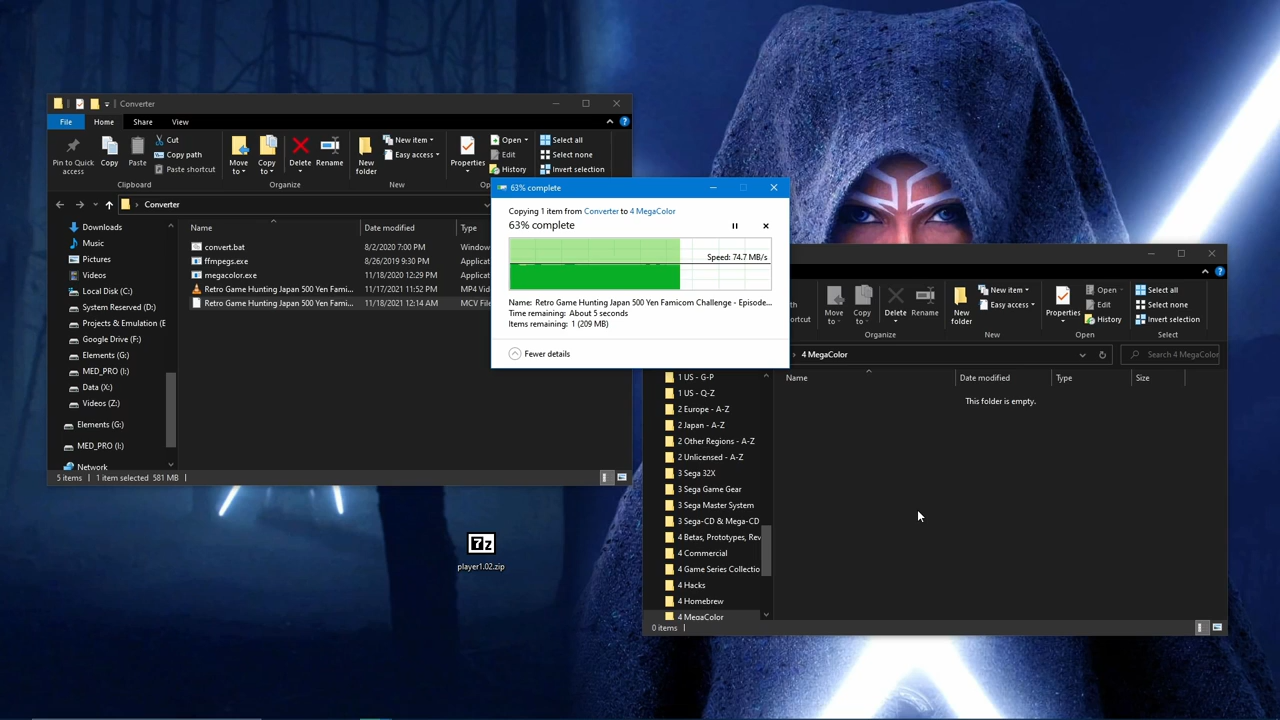 Converter
File Home Share View
Pin to Quick access
Copy
Paste
Cut
Copy path
Paste shortcut
Clipboard
Move to
Copy to
Delete
Rename
Organize
New folder
New item
Easy access
New
Properties
Open
Edit
History
Select all
Select none
Invert selection
Converter
Downloads
Music
Pictures
Videos
Local Disk (C:)
System Reserved (D:)
Projects & Emulation (E
Google Drive (F:)
Elements (G:)
MED_PRO (I:)
Data (X:)
Videos (Z:)
Elements (G:)
MED_PRO (I:)
Network
Name Date modified Type
convert.bat 8/2/2020 7:00 PM Window
ffmpegs.exe 8/26/2019 9:30 PM Applicat
megacolor.exe 11/18/2020 12:29 PM Applicat
Retro Game Hunting Japan 500 Yen Fami... 11/17/2021 11:52 PM MP4 Vid
Retro Game Hunting Japan 500 Yen Fami... 11/18/2021 12:14 AM MCV File
5 items 1 item selected 581 MB
63% complete
Copying 1 item from Converter to 4 MegaColor
63% complete
Speed: 74.7 MB/s
Name: Retro Game Hunting Japan 500 Yen Famicom Challenge - Episode...
Time remaining: About 5 seconds
Items remaining: 1 (209 MB)
Fewer details
7z
player1.02.zip
ortcut
Move to
Copy to
Delete
Rename
Organize
New folder
New item
Easy access
New
Properties
Open
Edit
History
Open
Select all
Select none
Invert selection
Select
4 MegaColor
Search 4 MegaColor
1 US - G-P
1 US - Q-Z
2 Europe - A-Z
2 Japan - A-Z
2 Other Regions - A-Z
2 Unlicensed - A-Z
3 Sega 32X
3 Sega Game Gear
3 Sega Master System
3 Sega-CD & Mega-CD
4 Betas, Prototypes, Rev
4 Commercial
4 Game Series Collectio
4 Hacks
4 Homebrew
4 MegaColor
Name Date modified Type Size
This folder is empty.
0 items